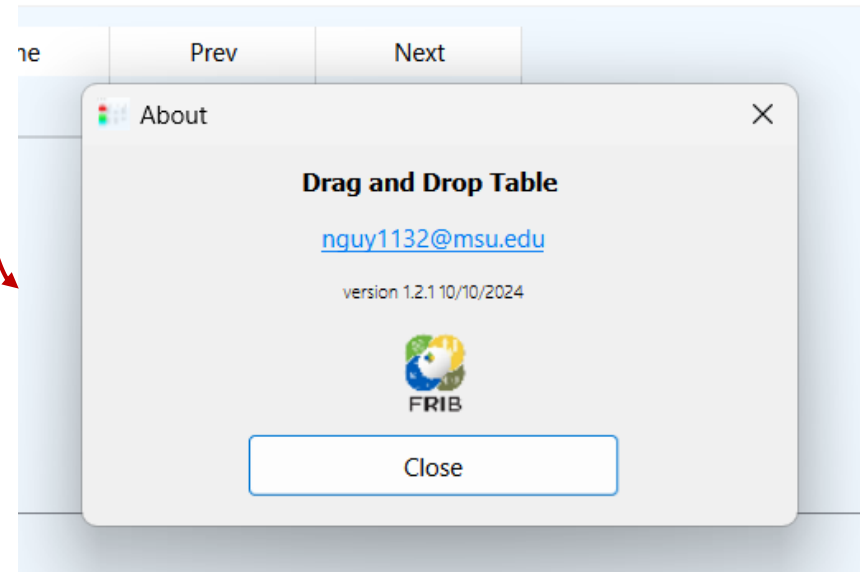 ne Prev Next
About
Drag and Drop Table
nguy1132@msu.edu
version 1.2.1 10/10/2024
FRIB
Close